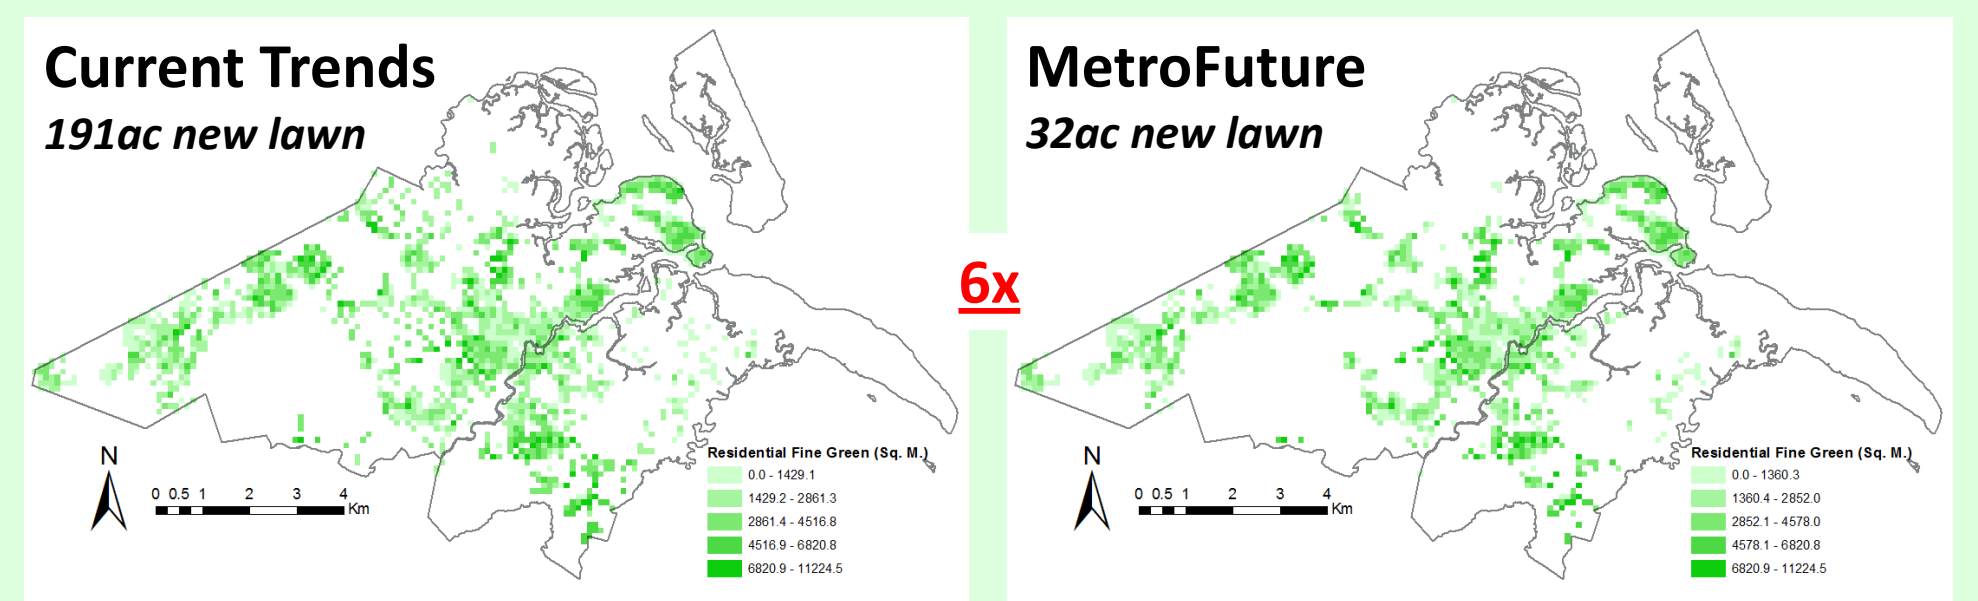 Current Trends
191ac new lawn
N
0 0.5 1 2 3 4
Km
Residential Fine Green (Sq. M.)
0.0 - 1429.1
1429.2 - 2861.3
2861.4 - 4516.8
4516.9 - 6820.8
6820.9 - 11224.5
6x
MetroFuture
32ac new lawn
N
0 0.5 1 2 3 4
Km
Residential Fine Green (Sq. M.)
0.0 - 1360.3
1360.4 - 2852.0
2852.1 - 4578.0
4578.1 - 6820.8
6820.9 - 11224.5